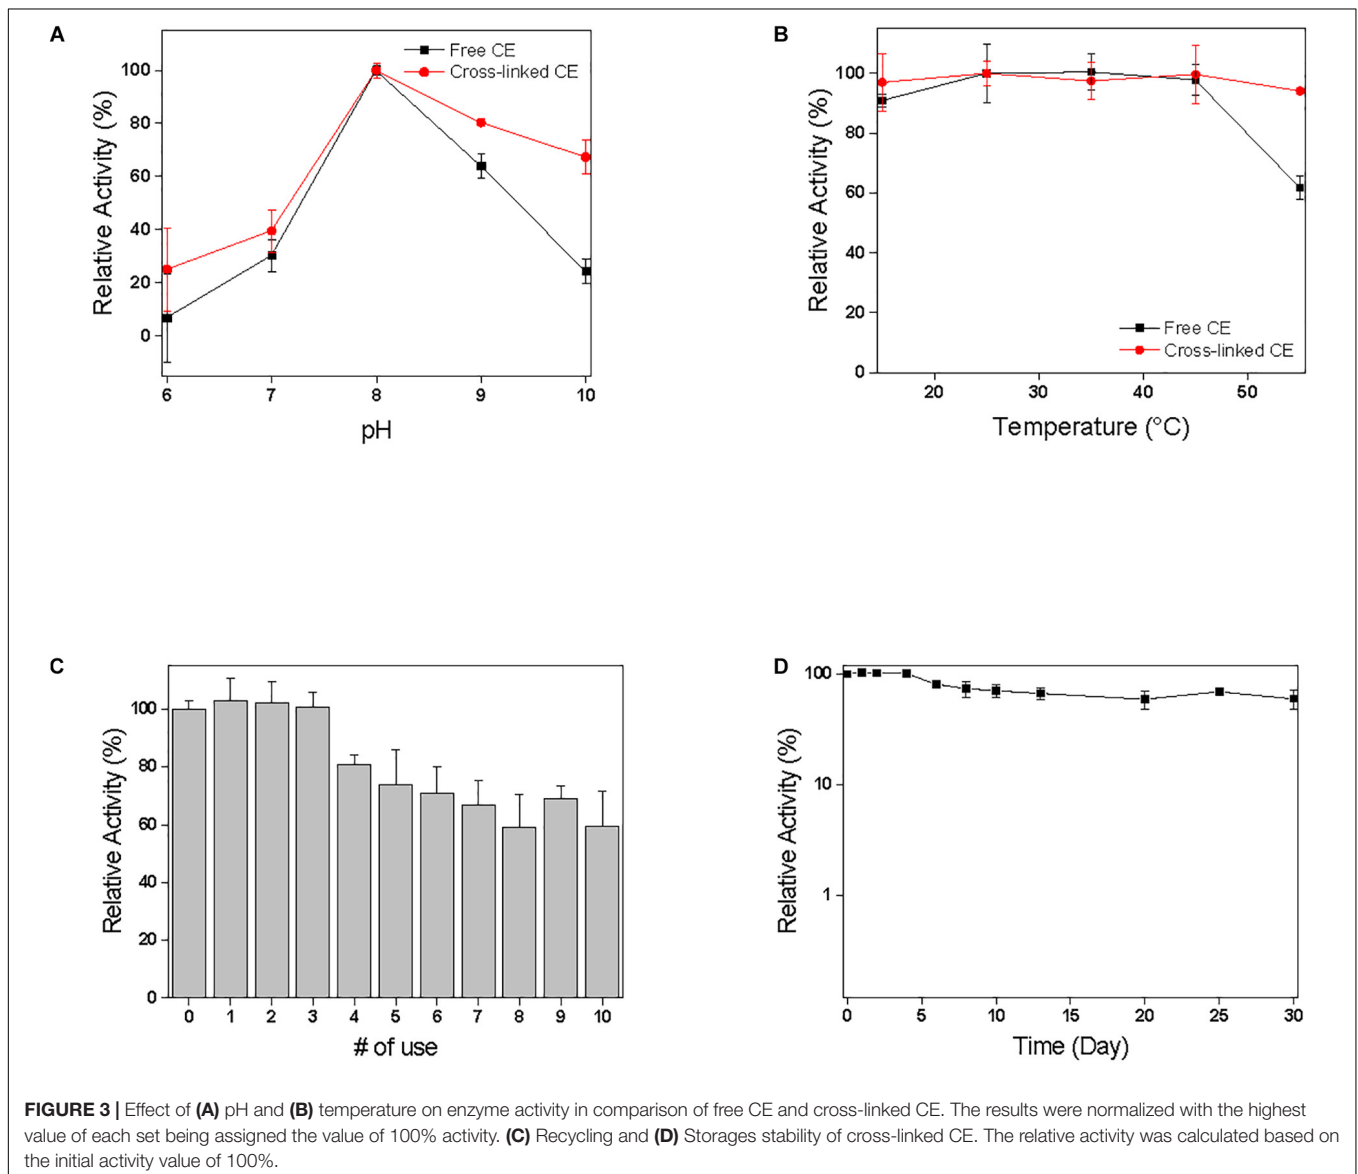 A
Free CE
Cross-linked CE
100
80
60
40
20
0
Relative Activity (%)
6 7 8 9 10
pH
B
100
80
60
40
20
0
Relative Activity (%)
Free CE
Cross-linked CE
20 30 40 50
Temperature (°C)
C
100
80
60
40
20
0
Relative Activity (%)
0 1 2 3 4 5 6 7 8 9 10
# of use
D
100
10
1
Relative Activity (%)
0 5 10 15 20 25 30
Time (Day)
FIGURE 3 | Effect of (A) pH and (B) temperature on enzyme activity in comparison of free CE and cross-linked CE. The results were normalized with the highest
value of each set being assigned the value of 100% activity. (C) Recycling and (D) Storages stability of cross-linked CE. The relative activity was calculated based on
the initial activity value of 100%.